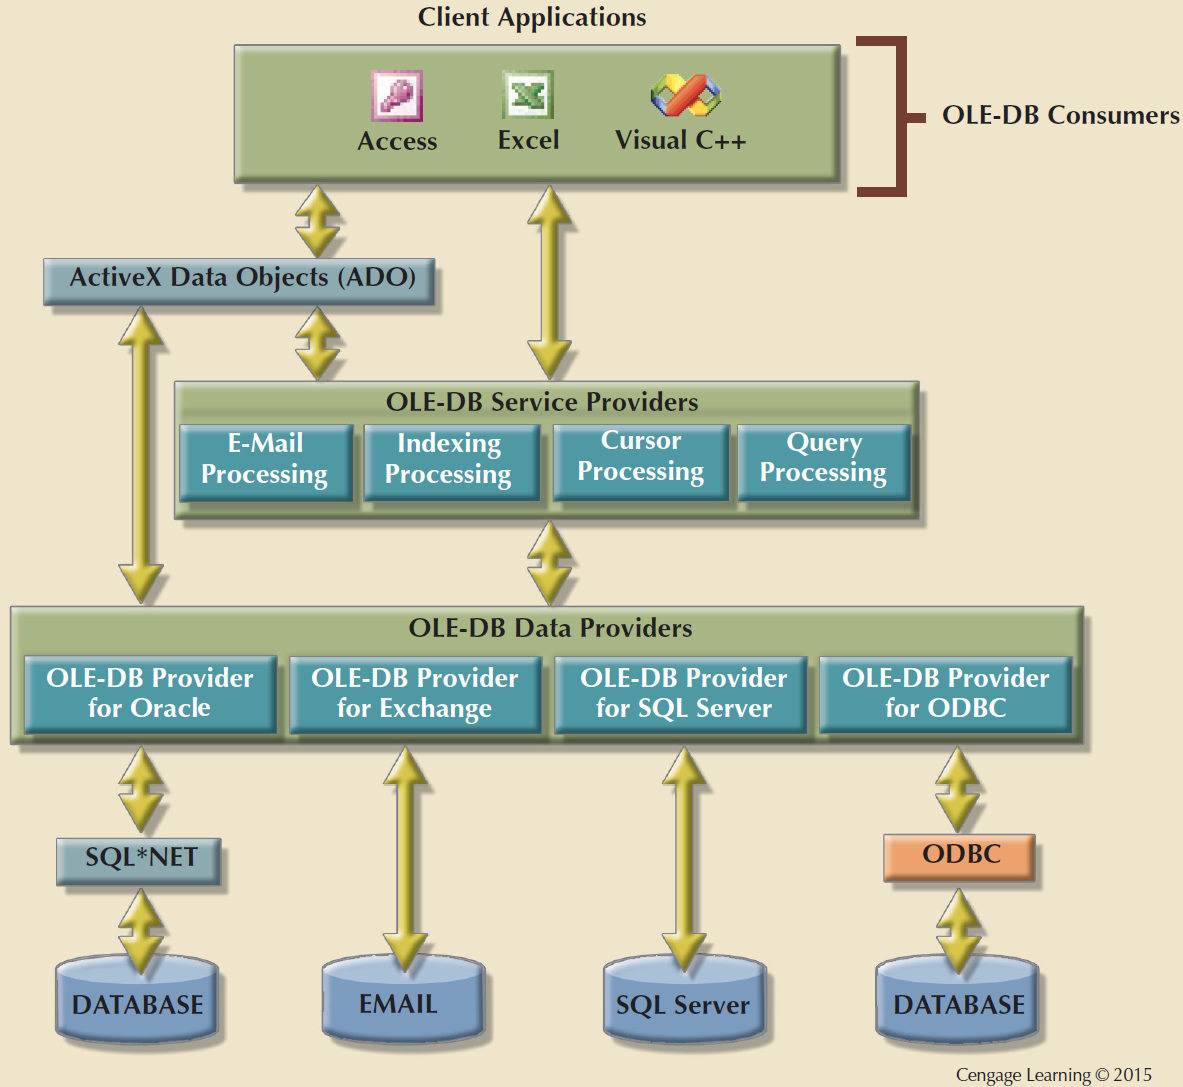 Client Applications
Access
Excel
Visual C++
OLE-DB Consumers
ActiveX Data Objects (ADO)
OLE-DB Service Providers
E-Mail
Processing
Indexing
Processing
Cursor
Processing
Query
Processing
OLE-DB Data Providers
OLE-DB Provider
for Oracle
OLE-DB Provider
for Exchange
OLE-DB Provider
for SQL Server
OLE-DB Provider
for ODBC
SQL*NET
ODBC
DATABASE
EMAIL
SQL Server
DATABASE
Cengage Learning © 2015